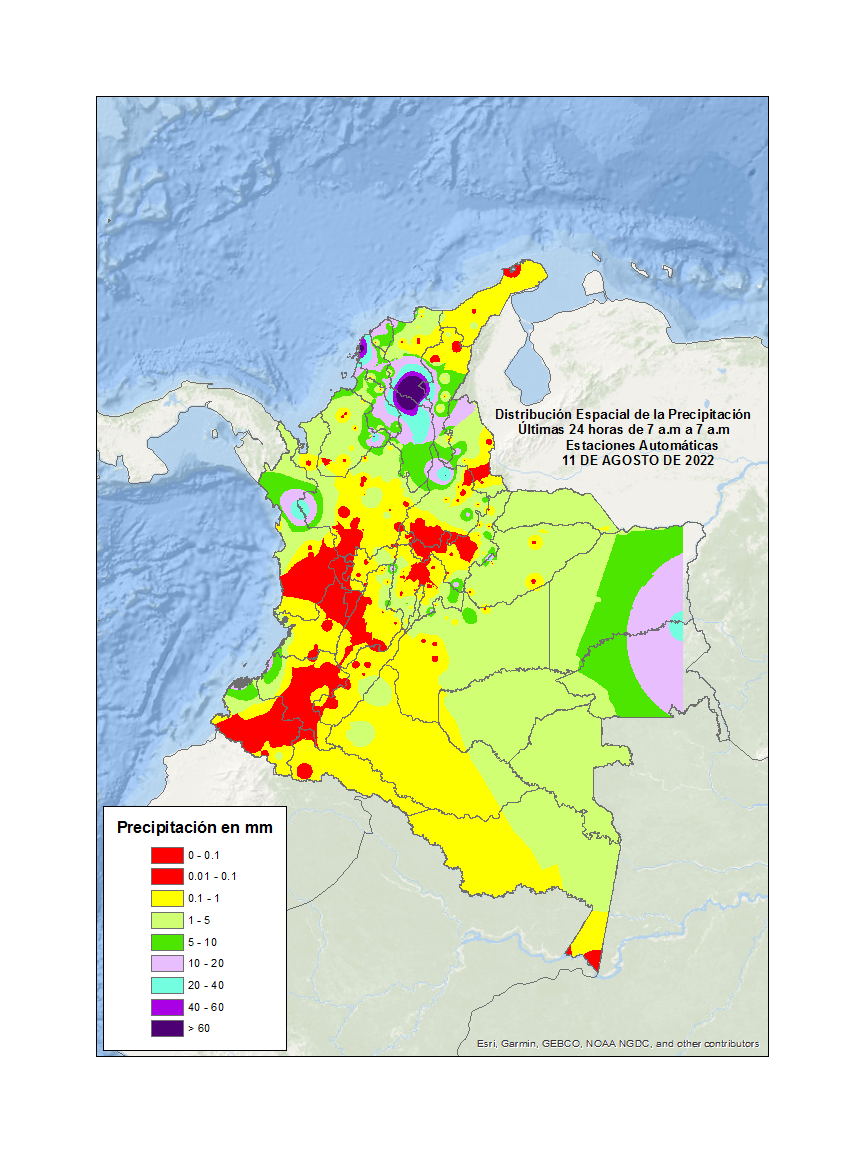 Distribución Espacial de la Precipitación
Últimas 24 horas de 7 a.m a 7 a.m
Estaciones Automáticas
11 DE AGOSTO DE 2022
Precipitación en mm
0 - 0.1
0.01 - 0.1
0.1 - 1
1 - 5
5 - 10
10 - 20
20 - 40
40 - 60
> 60
Esri, Garmin, GEBCO, NOAA NGDC, and other contributors